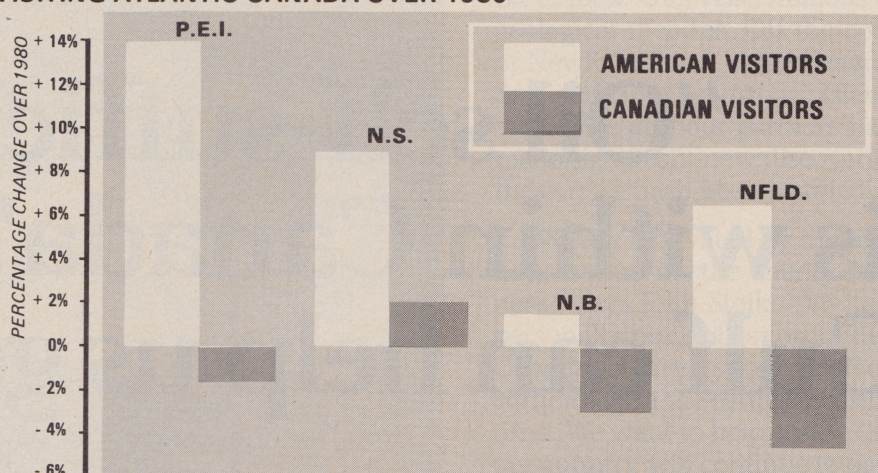 VISITING ATLANTIC CANADA OVER 1980
PERCENTAGE CHANGE OVER 1980
+ 14%
+ 12%
+ 10%
+ 8%
+ 6%
+ 4%
+ 2%
0%
- 2%
- 4%
- 6%
P.E.I.
N.S.
N.B.
NFLD.
AMERICAN VISITORS
CANADIAN VISITORS